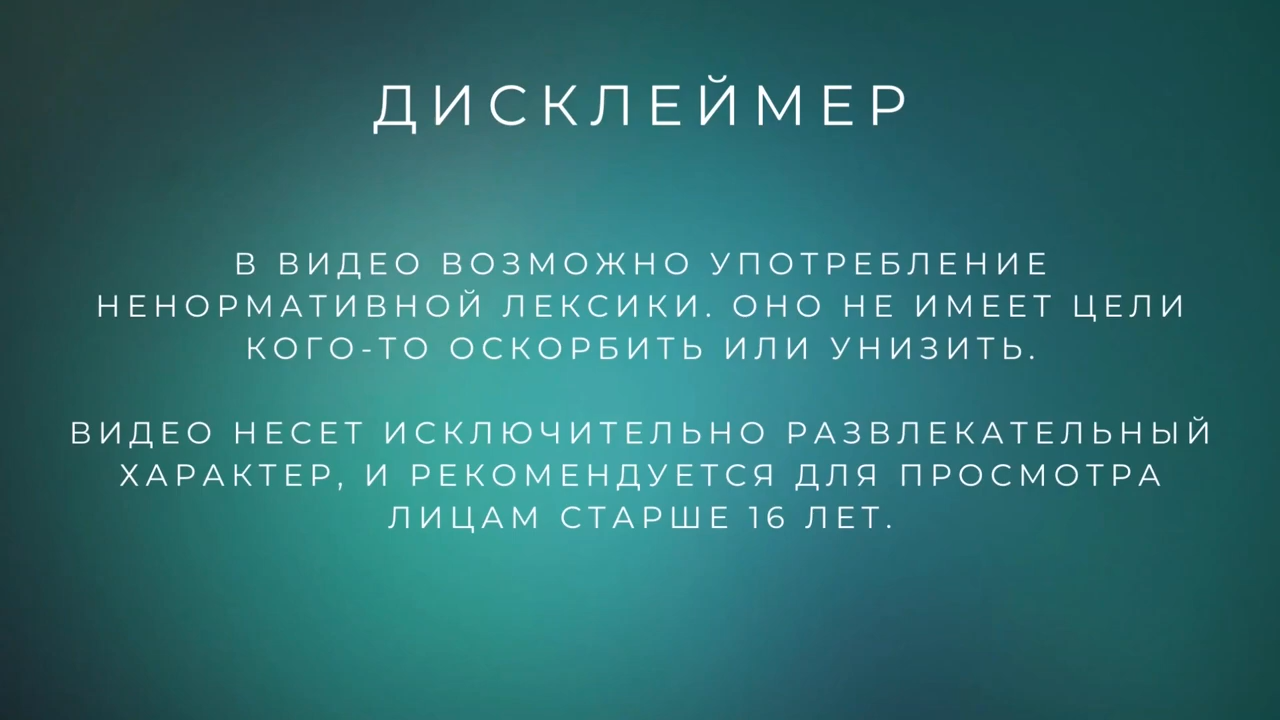 ДИСКЛЕЙМЕР
В ВИДЕО ВОЗМОЖНО УПОТРЕБЛЕНИЕ
НЕНОРМАТИВНОЙ ЛЕКСИКИ. ОНО НЕ ИМЕЕТ ЦЕЛИ
КОГО-ТО ОСКОРБИТЬ ИЛИ УНИЗИТЬ.
ВИДЕО НЕСЕТ ИСКЛЮЧИТЕЛЬНО РАЗВЛЕКАТЕЛЬНЫЙ
ХАРАКТЕР, И РЕКОМЕНДУЕТСЯ ДЛЯ ПРОСМОТРА
ЛИЦАМ СТАРШЕ 16 ЛЕТ.